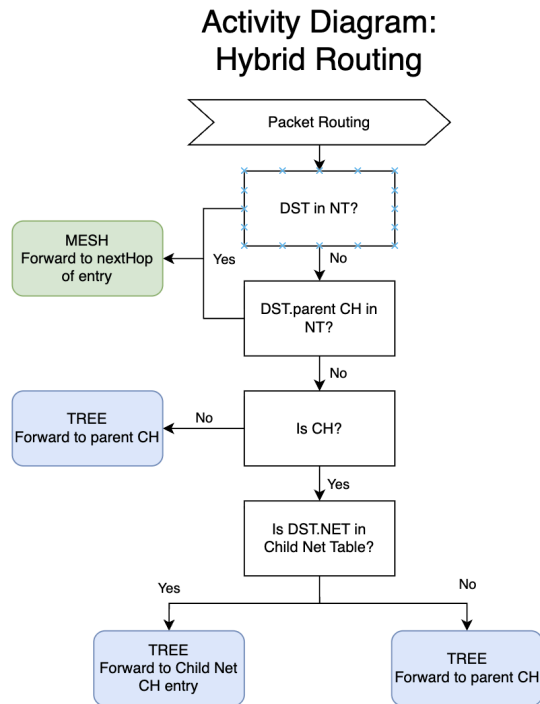 Activity Diagram:
Hybrid Routing
Packet Routing
DST in NT?
MESH
Forward to nextHop
of entry
Yes
No
DST.parent CH in
NT?
No
TREE
Forward to parent CH
No
Is CH?
Yes
Is DST.NET in
Child Net Table?
Yes
No
TREE
Forward to Child Net
CH entry
TREE
Forward to parent CH